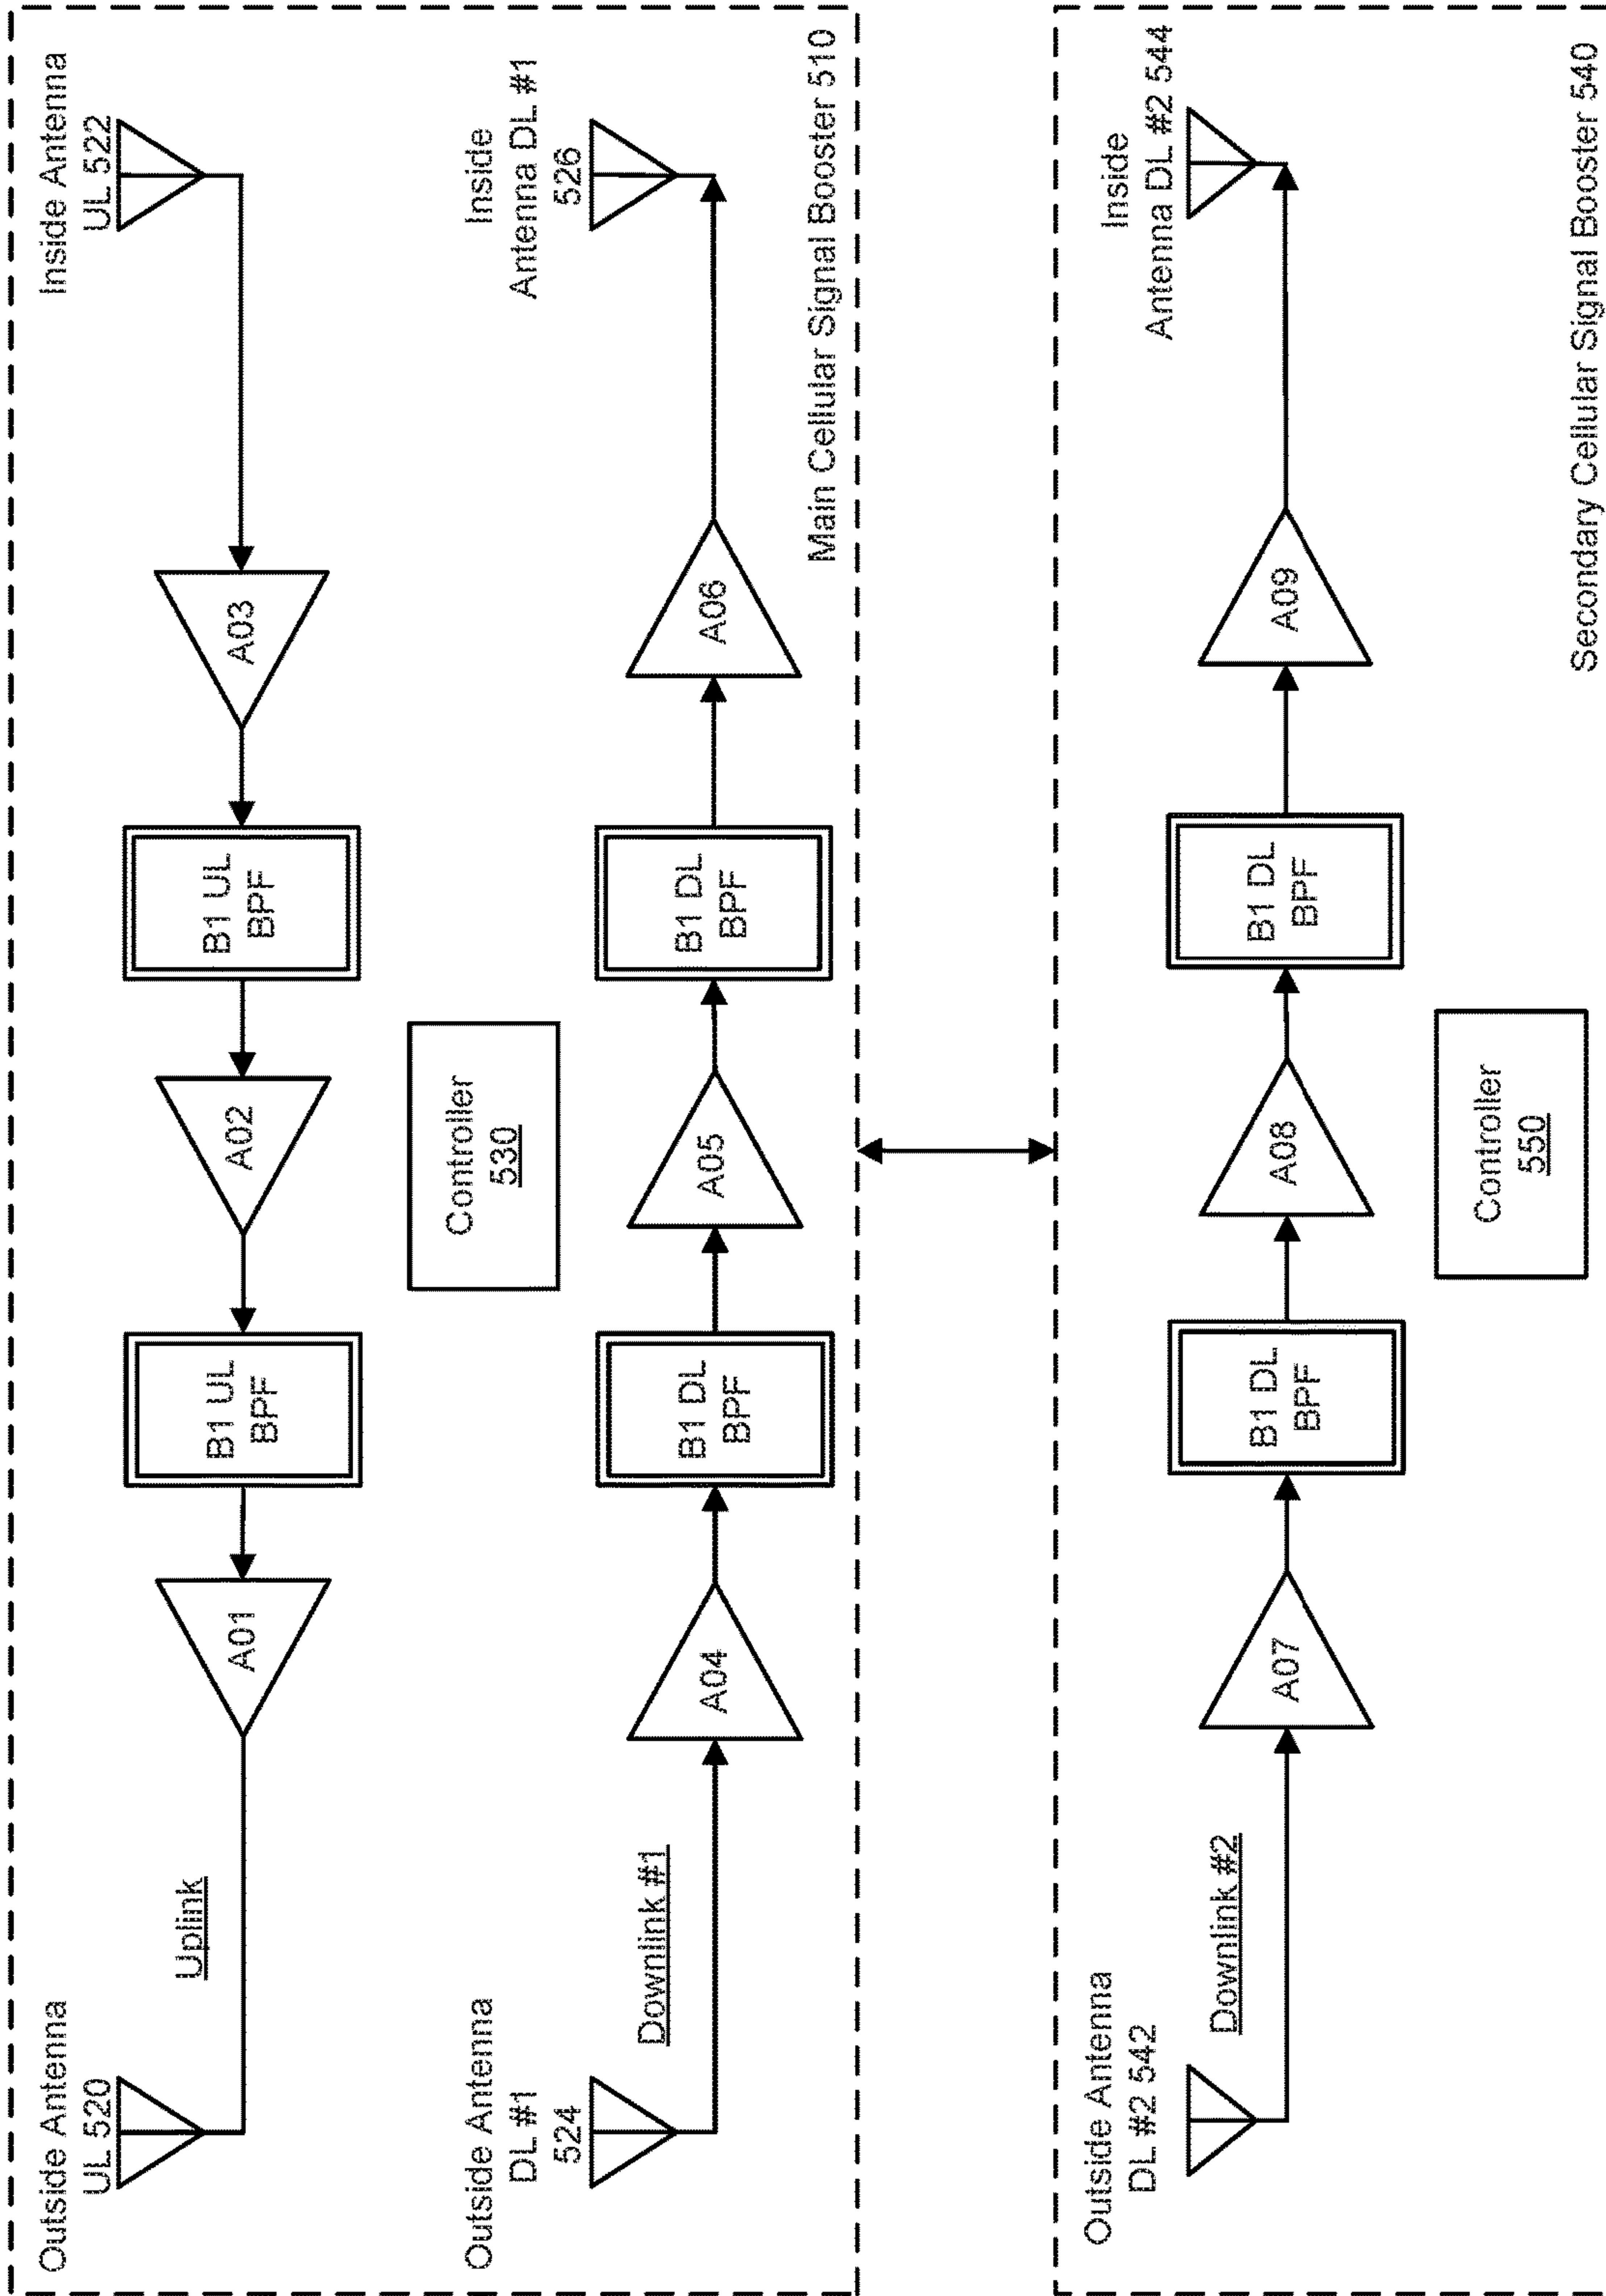 Outside Antenna
UL 520
Uplink
A01
B1 UL
BPF
A02
B1 UL
BPF
A03
Inside Antenna
UL 522
Controller
530
Outside Antenna
DL #1
524
Downlink #1
A04
B1 DL
BPF
A05
B1 DL
BPF
A06
Inside
Antenna DL #1
526
Main Cellular Signal Booster 510
Outside Antenna
DL #2 542
Downlink #2
A07
B1 DL
BPF
A08
B1 DL
BPF
A09
Inside
Antenna DL #2 544
Controller
550
Secondary Cellular Signal Booster 540